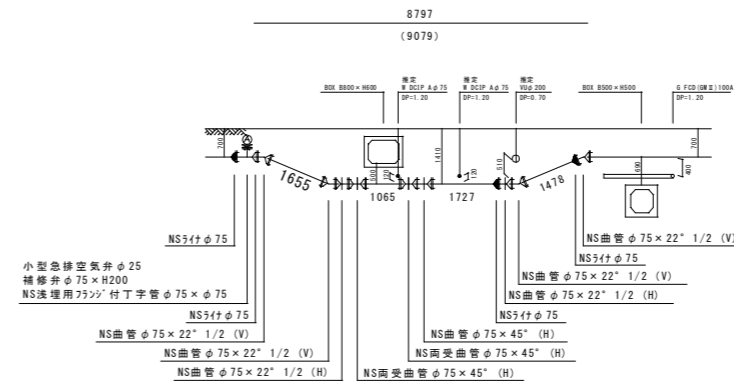 8797
(9079)
BOX B800×H600
推定
W DCIP Aφ75
DP=1.20
推定
W DCIP Aφ75
DP=1.20
推定
VUφ200
DP=0.70
BOX B500×H500
G FCD(GMⅡ)100A
DP=1.20
700
1655
500
120
1065
1410
1727
120
510
1478
690
400
700
NSライナφ75
小型急排空気弁φ25
補修弁φ75×H200
NS浅埋用フランジ付丁字管φ75×φ75
NSライナφ75
NS曲管φ75×22°1/2 (V)
NS曲管φ75×22°1/2 (V)
NS曲管φ75×22°1/2 (H)
NS両受曲管φ75×45° (H)
NS両受曲管φ75×45° (H)
NS曲管φ75×45° (H)
NSライナφ75
NS曲管φ75×22°1/2 (H)
NS曲管φ75×22°1/2 (V)
NSライナφ75
NS曲管φ75×22°1/2 (V)